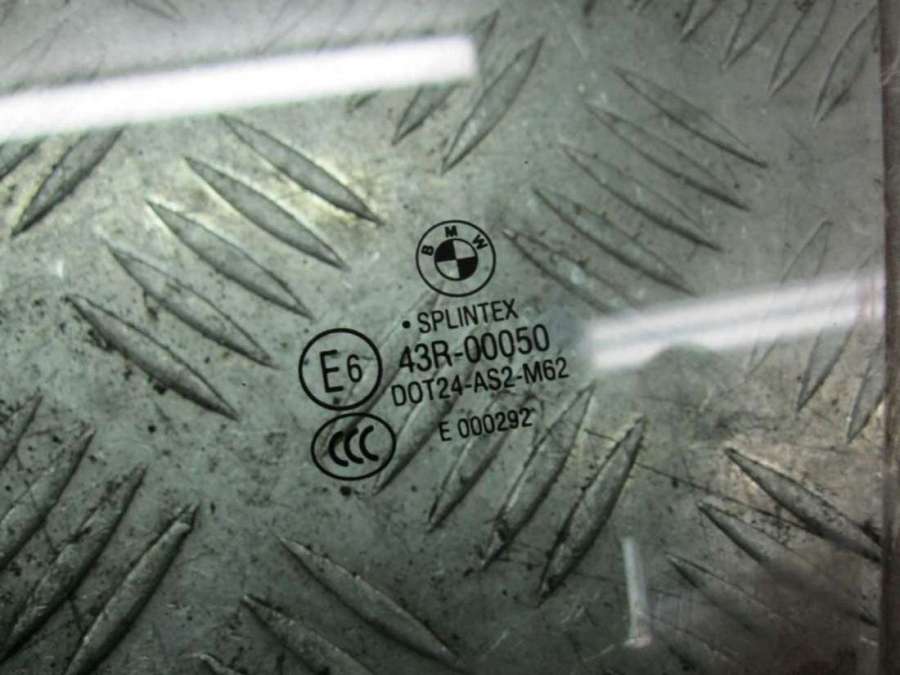 BMW
• SPLINTEX
E6 43R-00050
DOT24-AS2-M62
CCC E 000292